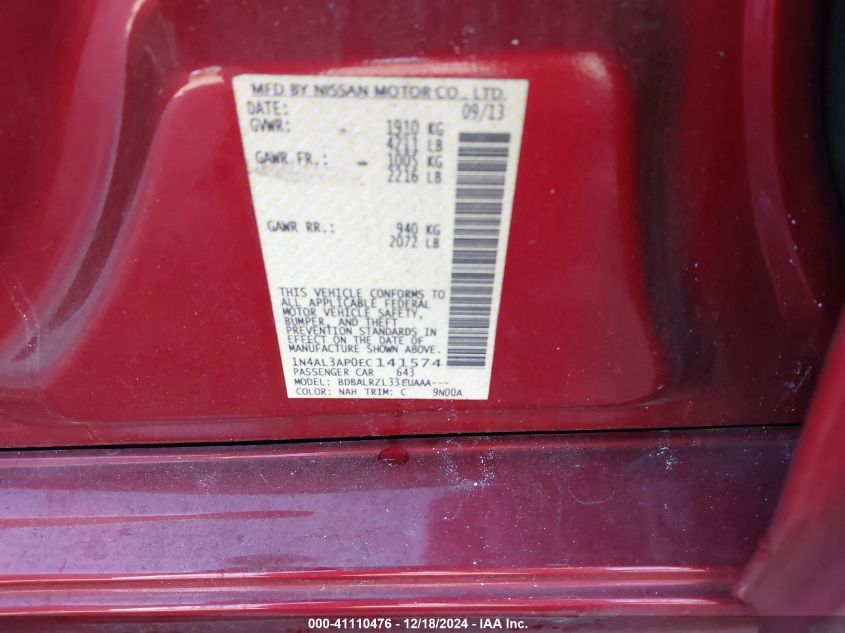 MFD BY NISSAN MOTOR CO., LTD.
DATE: 09/13
GVWR: 1910 KG
4211 LB
GAWR FR.: 1005 KG
2216 LB
GAWR RR.: 940 KG
2072 LB
THIS VEHICLE CONFORMS TO
ALL APPLICABLE FEDERAL
MOTOR VEHICLE SAFETY,
BUMPER, AND THEFT
PREVENTION STANDARDS IN
EFFECT ON THE DATE OF
MANUFACTURE SHOWN ABOVE.
1N4AL3AP0EC141574
PASSENGER CAR 643
MODEL: BDBALRZL33EUAAA---
COLOR: NAH TRIM: C 9N00A
000-41110476 - 12/18/2024 - IAA Inc.